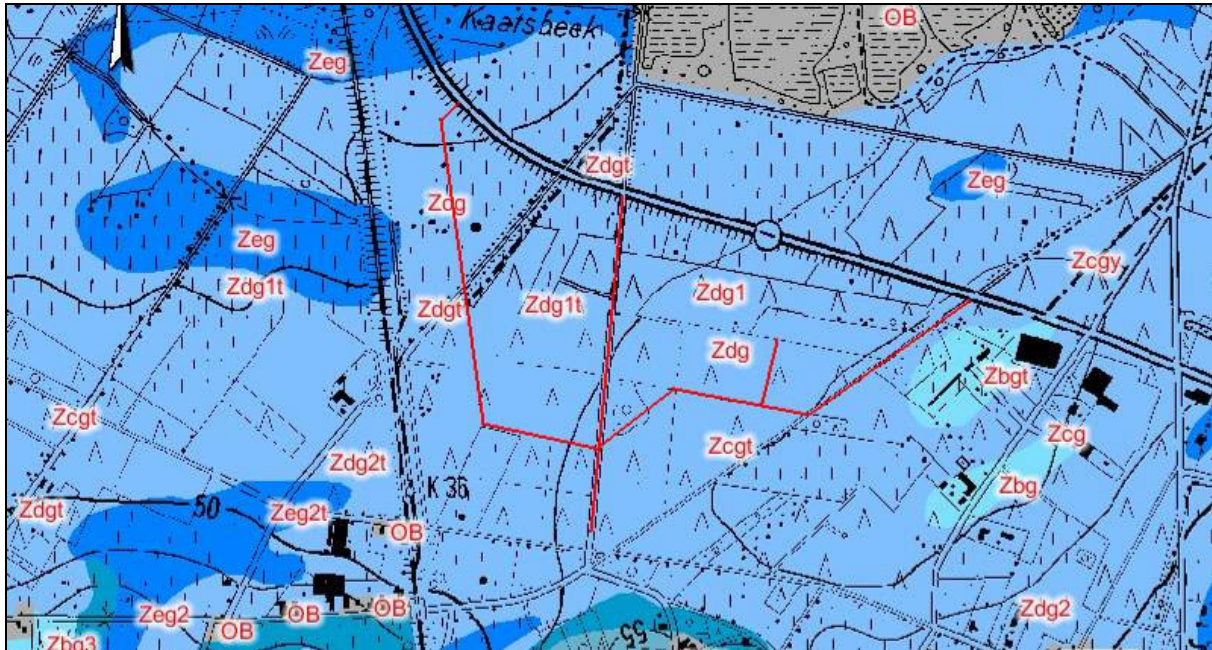 Kaatsbeek
OB
Zeg
Zdgt
Zeg
Zdg
Zeg
Zcgy
Zdg1t
Zdgt
Zdg1t
Zdg1
Zdg
Zbgt
Zcgt
Zcgt
Zcg
Zdg2t
K 36
Zbg
Zdgt
50
Zeg2t
OB
Zeg2
OB
OB
OB
Zdg2
55
Zbg3